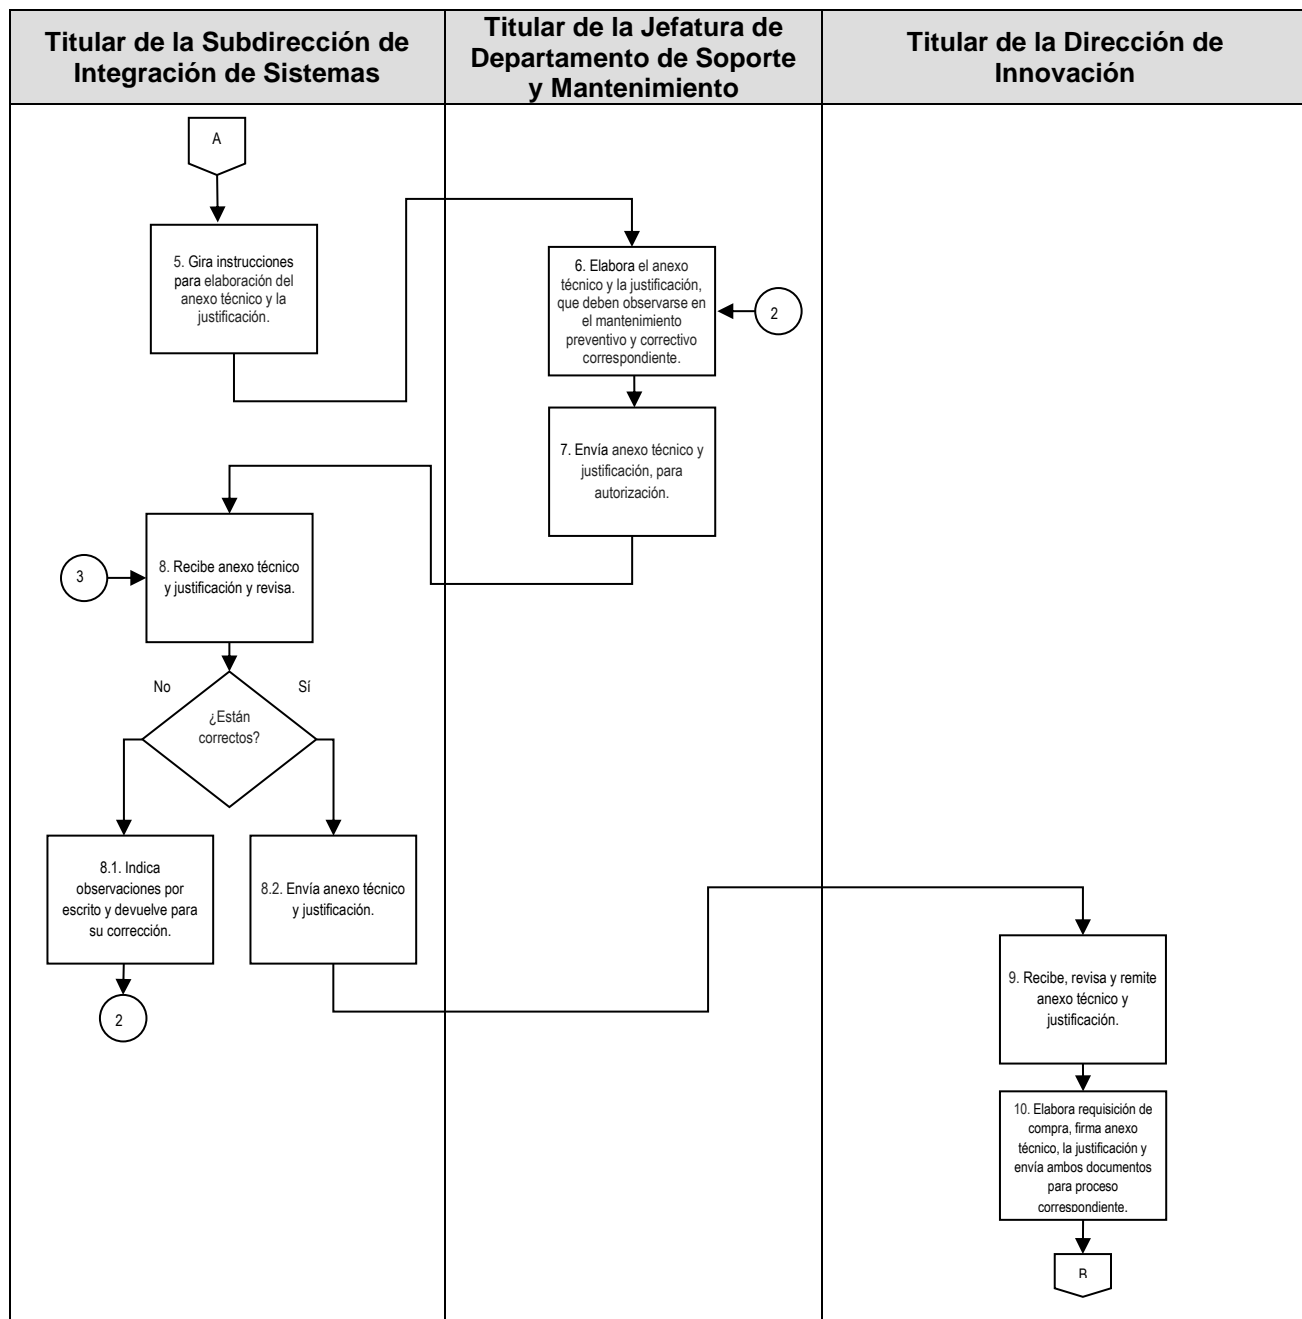 Titular de la Subdirección de
Integración de Sistemas
Titular de la Jefatura de
Departamento de Soporte
y Mantenimiento
Titular de la Dirección de
Innovación
A
5. Gira instrucciones
para elaboración del
anexo técnico y la
justificación.
6. Elabora el anexo
técnico y la justificación,
que deben observarse en
el mantenimiento
preventivo y correctivo
correspondiente.
2
7. Envía anexo técnico y
justificación, para
autorización.
3
8. Recibe anexo técnico
y justificación y revisa.
No
Sí
¿Están
correctos?
8.1. Indica
observaciones por
escrito y devuelve para
su corrección.
8.2. Envía anexo técnico
y justificación.
2
9. Recibe, revisa y remite
anexo técnico y
justificación.
10. Elabora requisición de
compra, firma anexo
técnico, la justificación y
envía ambos documentos
para proceso
correspondiente.
B